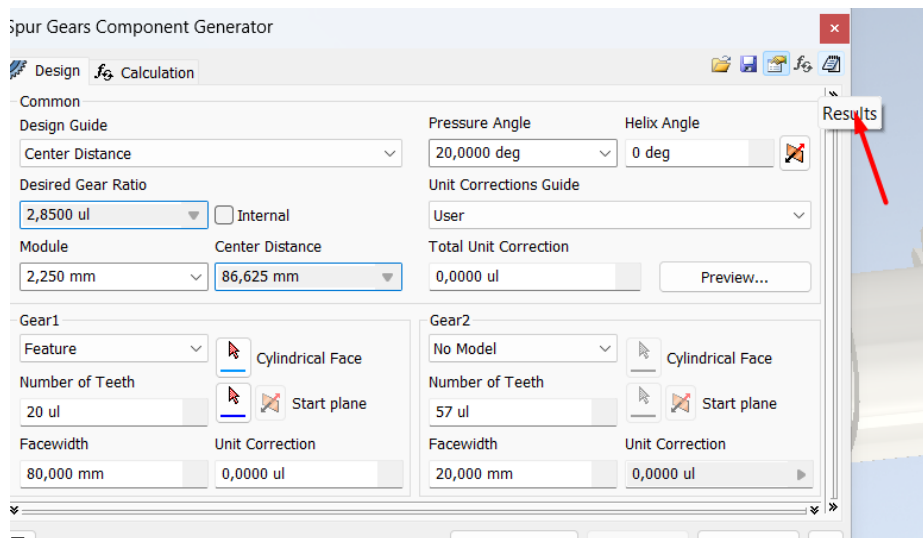 Spur Gears Component Generator
Design Calculation
Results
Common
Design Guide
Pressure Angle Helix Angle
Center Distance
20,0000 deg 0 deg
Desired Gear Ratio
Unit Corrections Guide
2,8500 ul Internal
User
Module Center Distance
Total Unit Correction
2,250 mm 86,625 mm
0,0000 ul Preview...
Gear1
Feature Cylindrical Face
Number of Teeth
20 ul Start plane
Facewidth Unit Correction
80,000 mm 0,0000 ul
Gear2
No Model Cylindrical Face
Number of Teeth
57 ul Start plane
Facewidth Unit Correction
20,000 mm 0,0000 ul